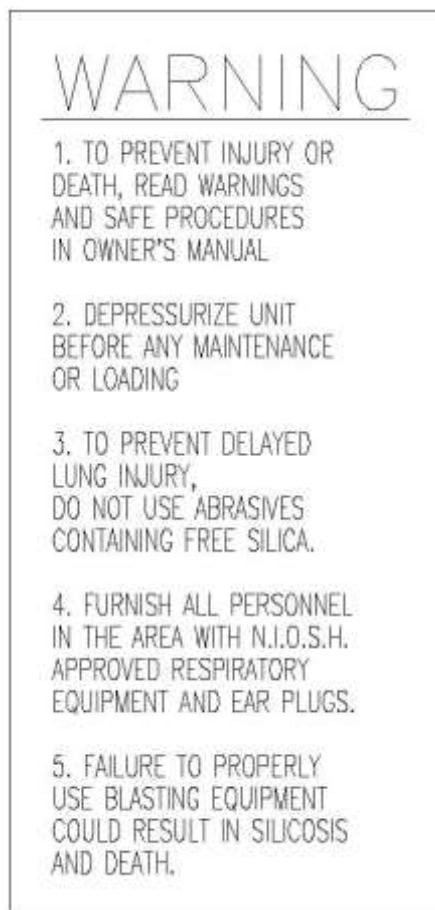 WARNING
1. TO PREVENT INJURY OR
DEATH, READ WARNINGS
AND SAFE PROCEDURES
IN OWNER'S MANUAL
2. DEPRESSURIZE UNIT
BEFORE ANY MAINTENANCE
OR LOADING
3. TO PREVENT DELAYED
LUNG INJURY,
DO NOT USE ABRASIVES
CONTAINING FREE SILICA.
4. FURNISH ALL PERSONNEL
IN THE AREA WITH N.I.O.S.H.
APPROVED RESPIRATORY
EQUIPMENT AND EAR PLUGS.
5. FAILURE TO PROPERLY
USE BLASTING EQUIPMENT
COULD RESULT IN SILICOSIS
AND DEATH.